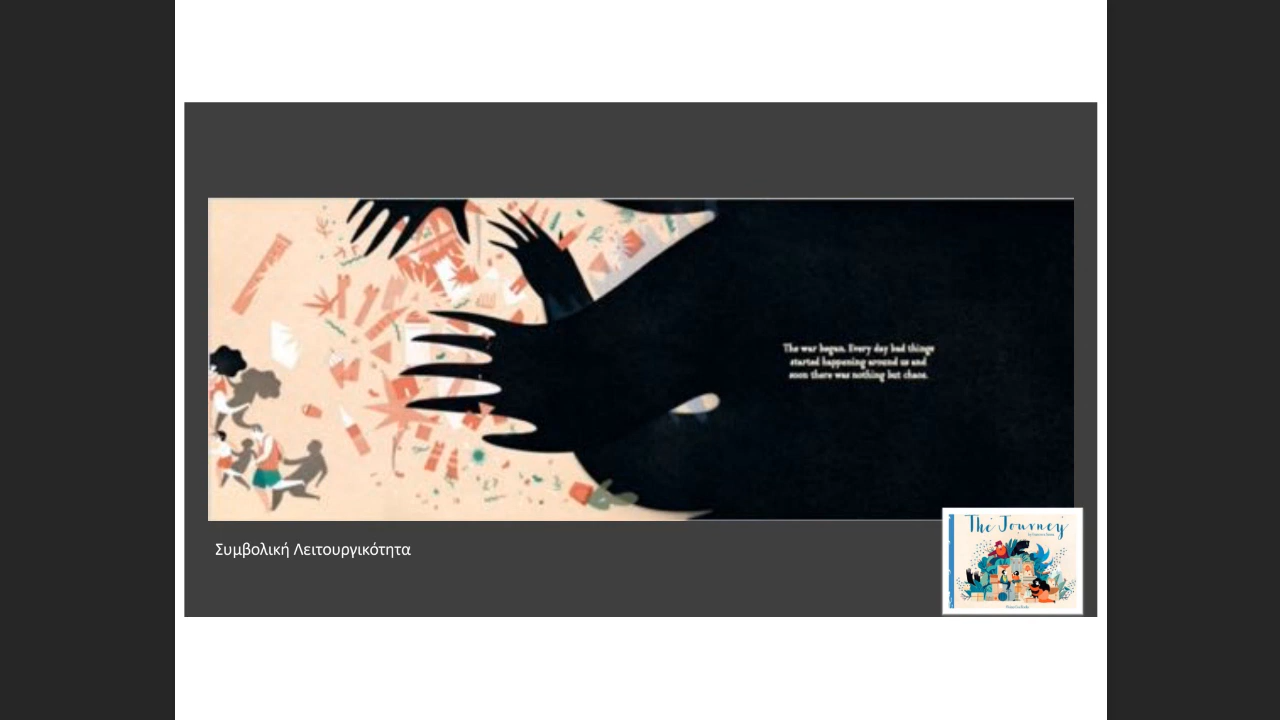 The war began. Every day bad things
started happening around us and
soon there was nothing but chaos.
Συμβολική Λειτουργικότητα
The Journey